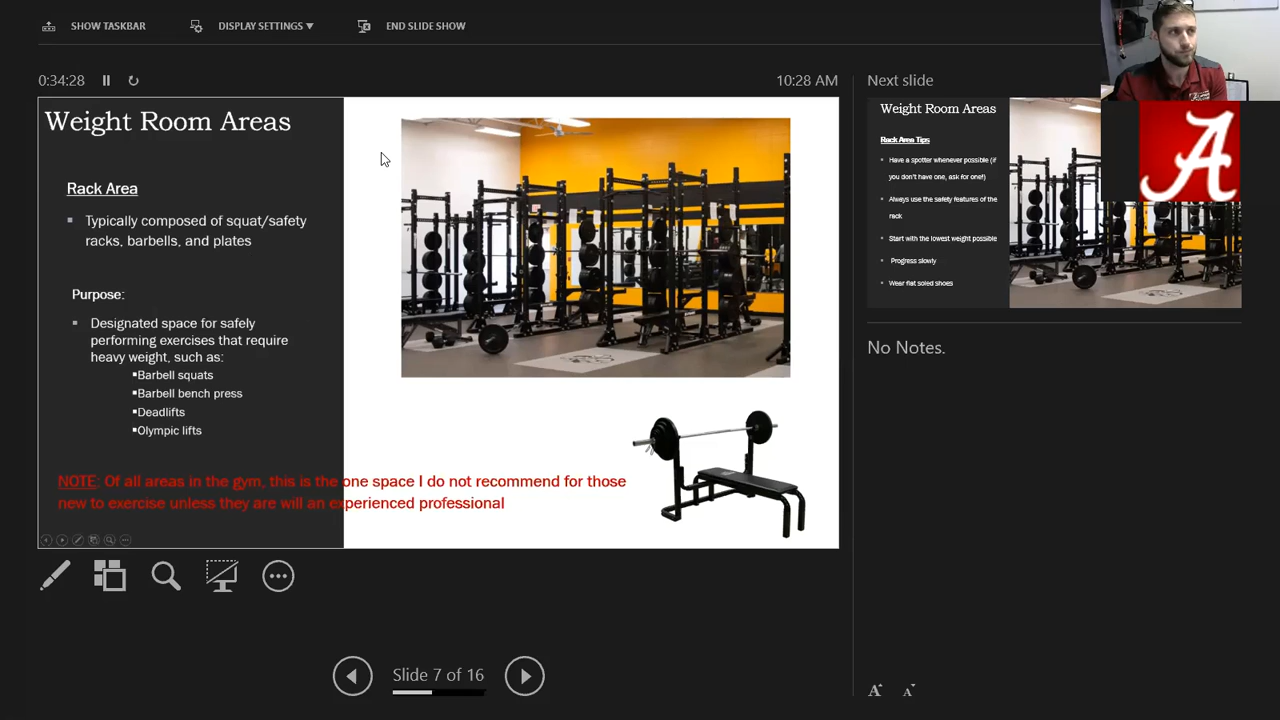 SHOW TASKBAR
DISPLAY SETTINGS ▼
END SLIDE SHOW
0:34:28
10:28 AM
Weight Room Areas
Rack Area
▪ Typically composed of squat/safety
racks, barbells, and plates
Purpose:
▪ Designated space for safely
performing exercises that require
heavy weight, such as:
▪Barbell squats
▪Barbell bench press
▪Deadlifts
▪Olympic lifts
NOTE: Of all areas in the gym, this is the one space I do not recommend for those
new to exercise unless they are will an experienced professional
Slide 7 of 16
Next slide
Weight Room Areas
Rack Area Tips
▪ Have a spotter whenever possible (if
you don't have one, ask for one!)
▪ Always use the safety features of the
rack
▪ Start with the lowest weight possible
▪ Progress slowly
▪ Wear flat soled shoes
A
No Notes.
A A